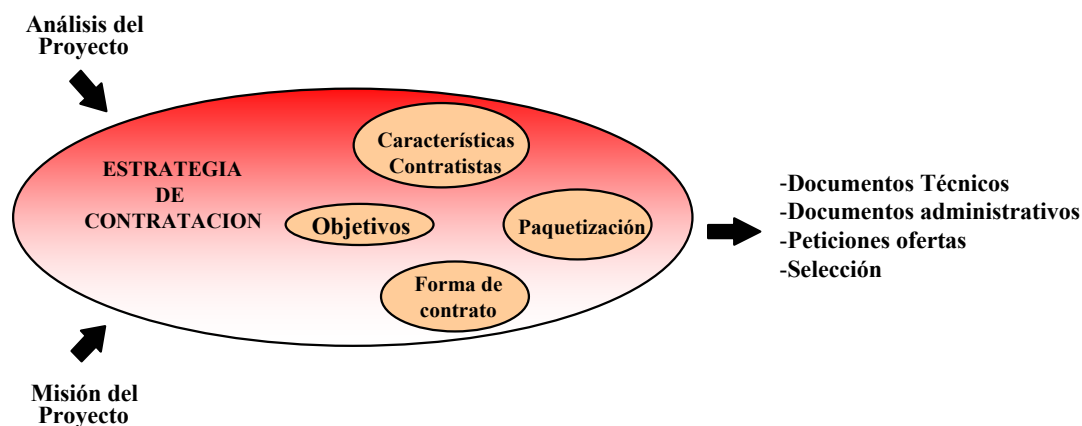 Análisis del
Proyecto
Característícas
Contratistas
ESTRATEGIA
DE
CONTRATACION
Objetivos
Paquetización
Forma de
contrato
-Documentos Técnicos
-Documentos administrativos
-Peticiones ofertas
-Selección
Misión del
Proyecto